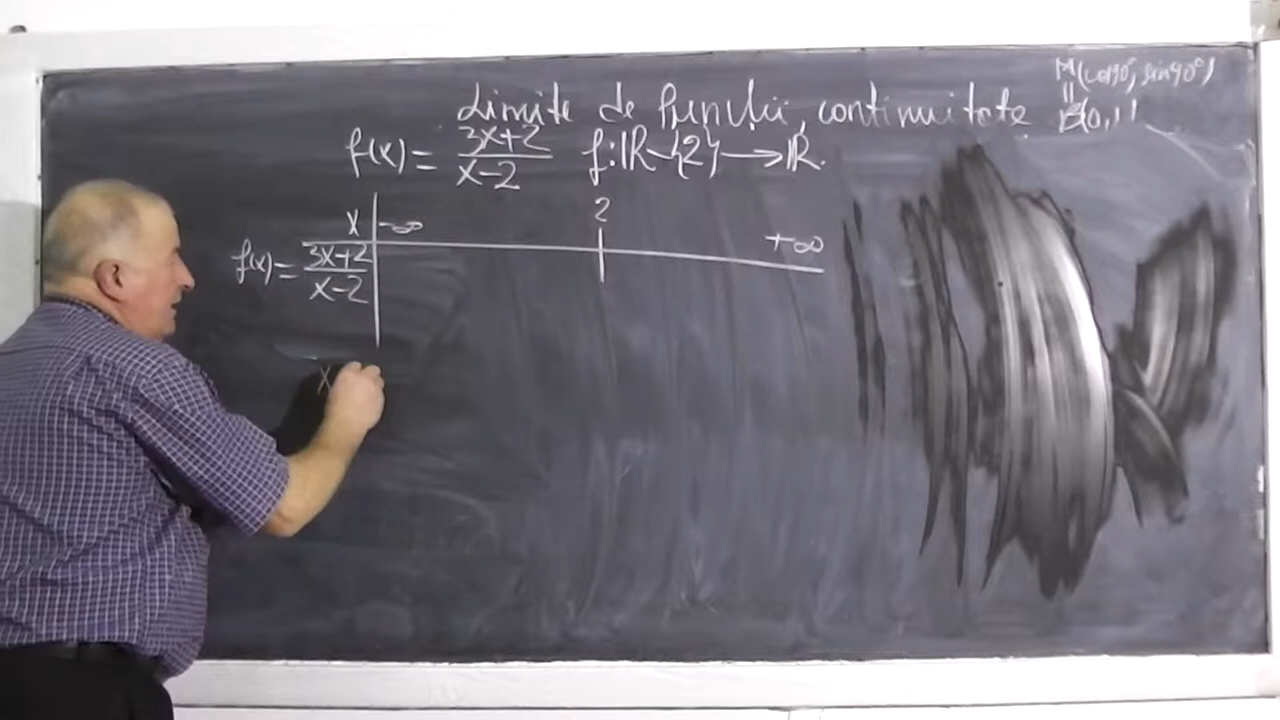 Limite de funcții, continuitate
M(cos90°, sin90°)
=
B(0,1)
f(x) = 3x+2 / x-2 f:ℝ-{2}→ℝ.
x -∞ 2 +∞
f(x) = 3x+2 / x-2
x